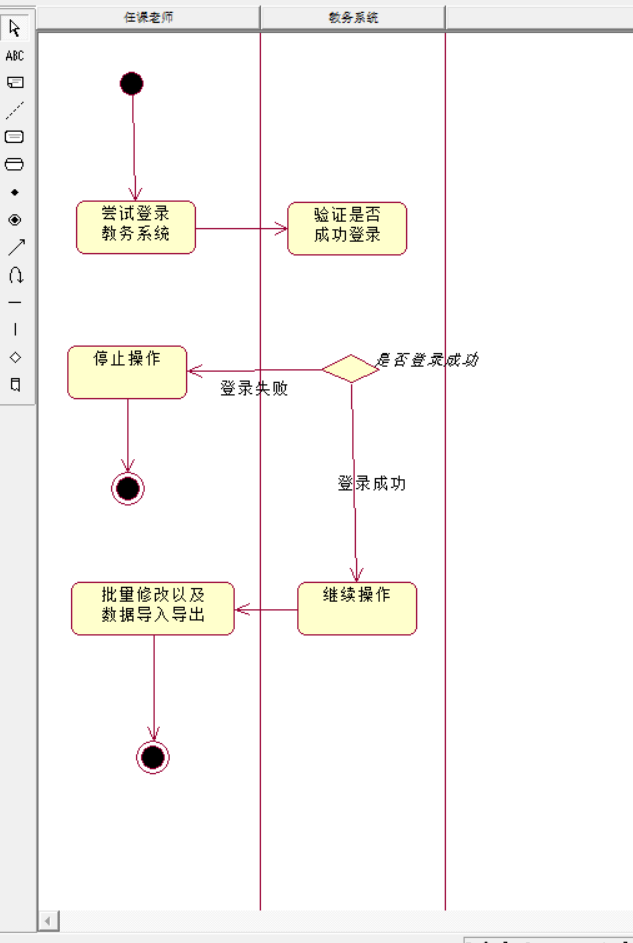 任课老师
教务系统
ABC
尝试登录
教务系统
验证是否
成功登录
停止操作
是否登录成功
登录失败
登录成功
批量修改以及
数据导入导出
继续操作